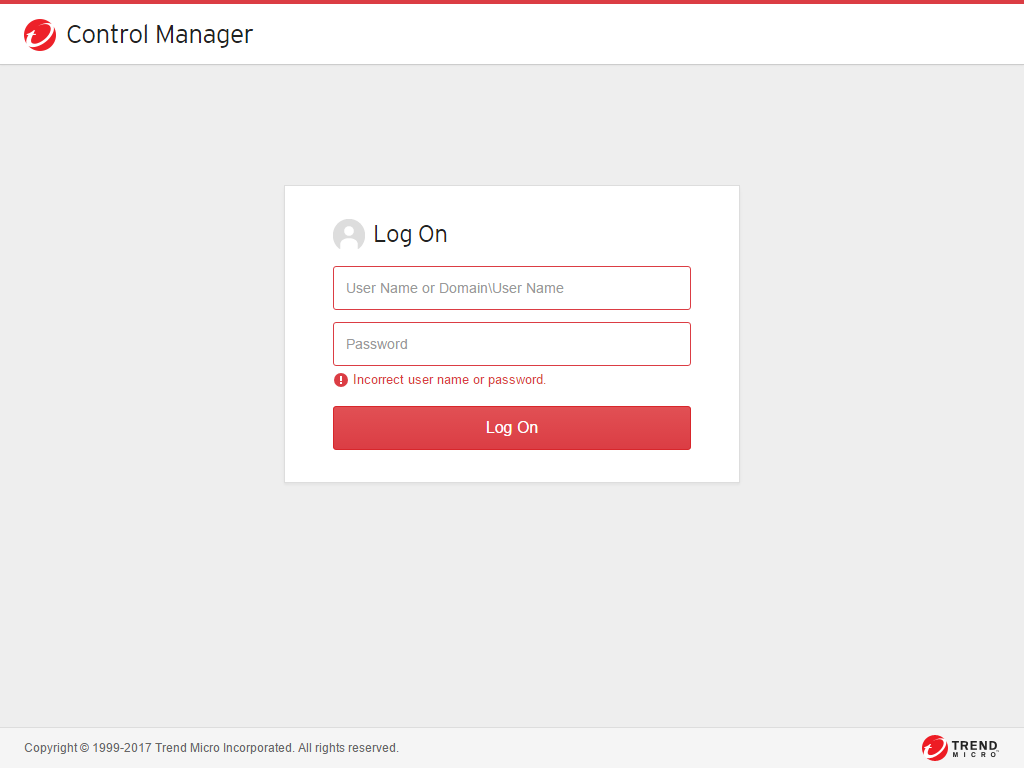 Control Manager
Log On
User Name or Domain\User Name
Password
Incorrect user name or password.
Log On
Copyright © 1999-2017 Trend Micro Incorporated. All rights reserved.
TREND
MICRO